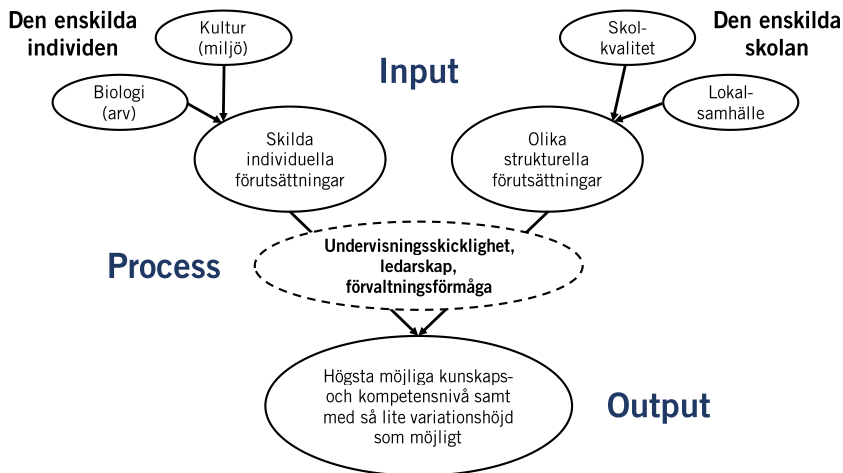 Den enskilda
individen
Kultur
(miljö)
Biologi
(arv)
Input
Skol-
kvalitet
Den enskilda
skolan
Lokal-
samhälle
Skilda
individuella
förutsättningar
Olika
strukturella
förutsättningar
Process
Undervisningsskicklighet,
ledarskap,
förvaltningsförmåga
Högsta möjliga kunskaps-
och kompetensnivå samt
med så lite variationshöjd
som möjligt
Output